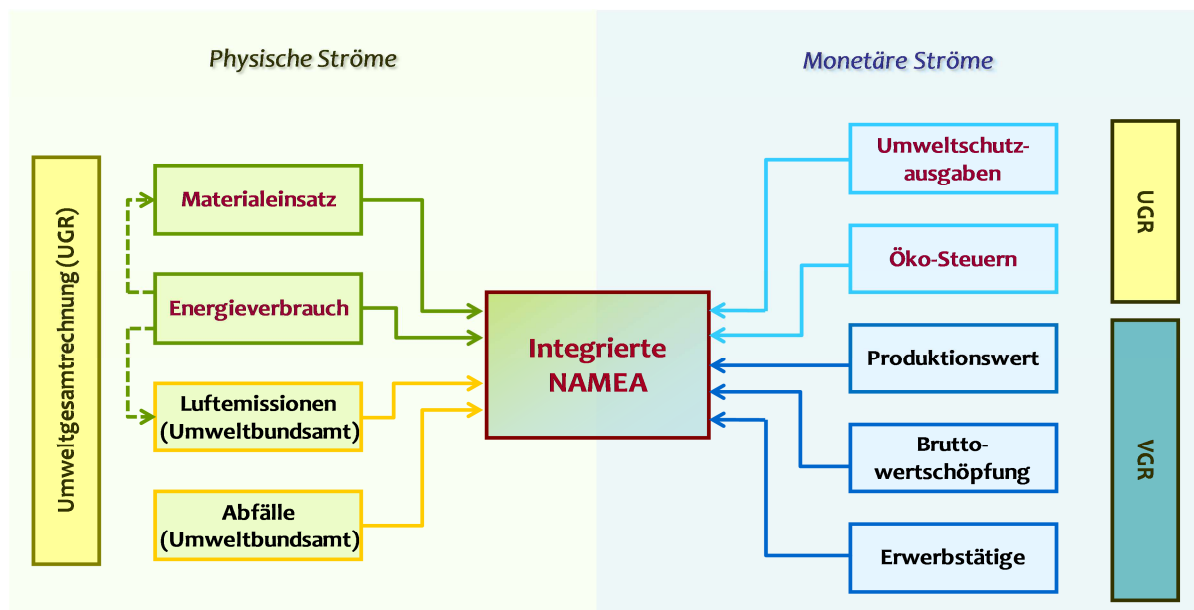 Physische Ströme
Monetäre Ströme
Umweltgesamtrechnung (UGR)
Materialeinsatz
Energieverbrauch
Luftemissionen
(Umweltbundsamt)
Abfälle
(Umweltbundsamt)
Integrierte
NAMEA
Umweltschutz-
ausgaben
Öko-Steuern
Produktionswert
Brutto-
wertschöpfung
Erwerbstätige
UGR
VGR